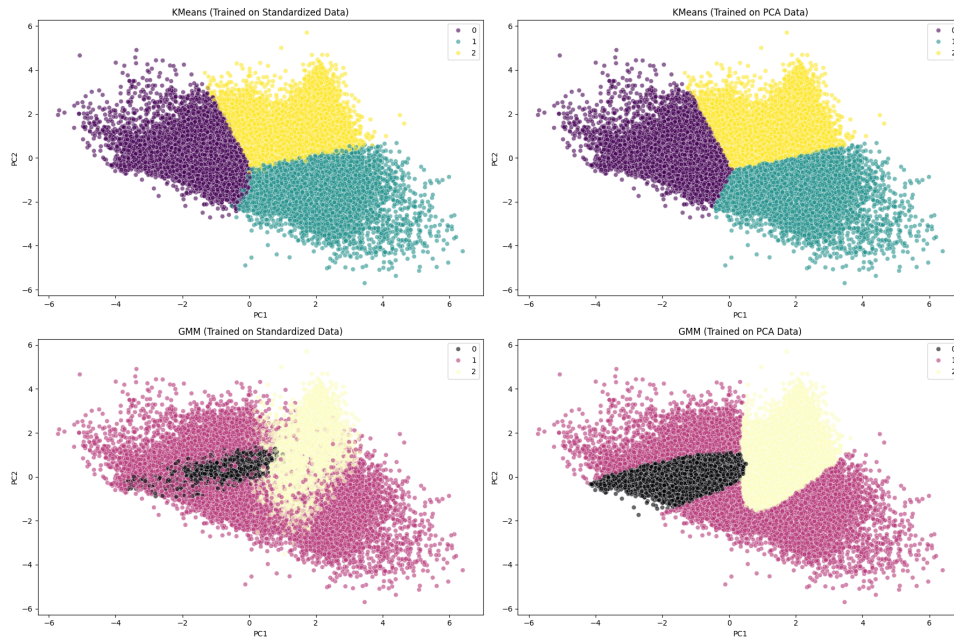 KMeans (Trained on Standardized Data)
6
4
2
0
−2
−4
−6
PC2
−6 −4 −2 0 2 4 6
PC1
0
1
2
KMeans (Trained on PCA Data)
6
4
2
0
−2
−4
−6
PC2
−6 −4 −2 0 2 4 6
PC1
0
1
2
GMM (Trained on Standardized Data)
6
4
2
0
−2
−4
−6
PC2
−6 −4 −2 0 2 4 6
PC1
0
1
2
GMM (Trained on PCA Data)
6
4
2
0
−2
−4
−6
PC2
−6 −4 −2 0 2 4 6
PC1
0
1
2